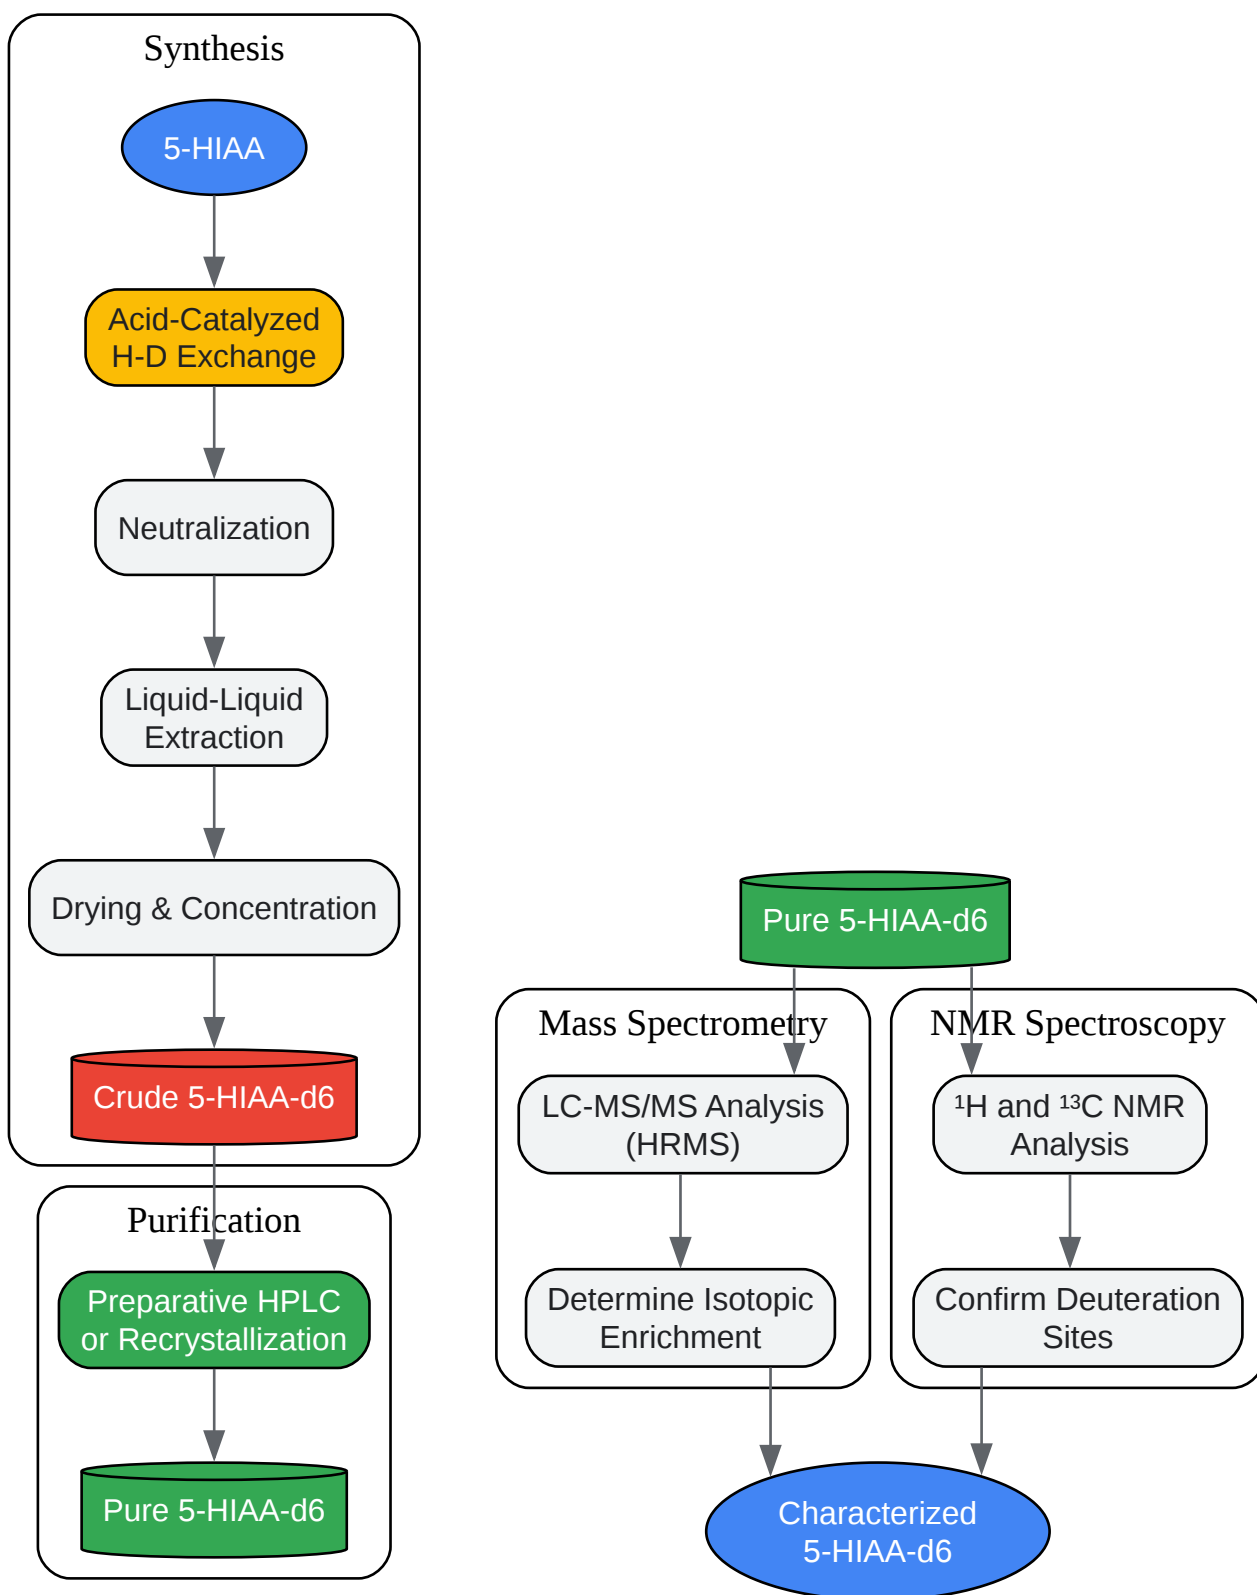 Synthesis
5-HIAA
Acid-Catalyzed
H-D Exchange
Neutralization
Liquid-Liquid
Extraction
Drying & Concentration
Crude 5-HIAA-d6
Purification
Preparative HPLC
or Recrystallization
Pure 5-HIAA-d6
Pure 5-HIAA-d6
Mass Spectrometry
LC-MS/MS Analysis
(HRMS)
Determine Isotopic
Enrichment
NMR Spectroscopy
¹H and ¹³C NMR
Analysis
Confirm Deuteration
Sites
Characterized
5-HIAA-d6